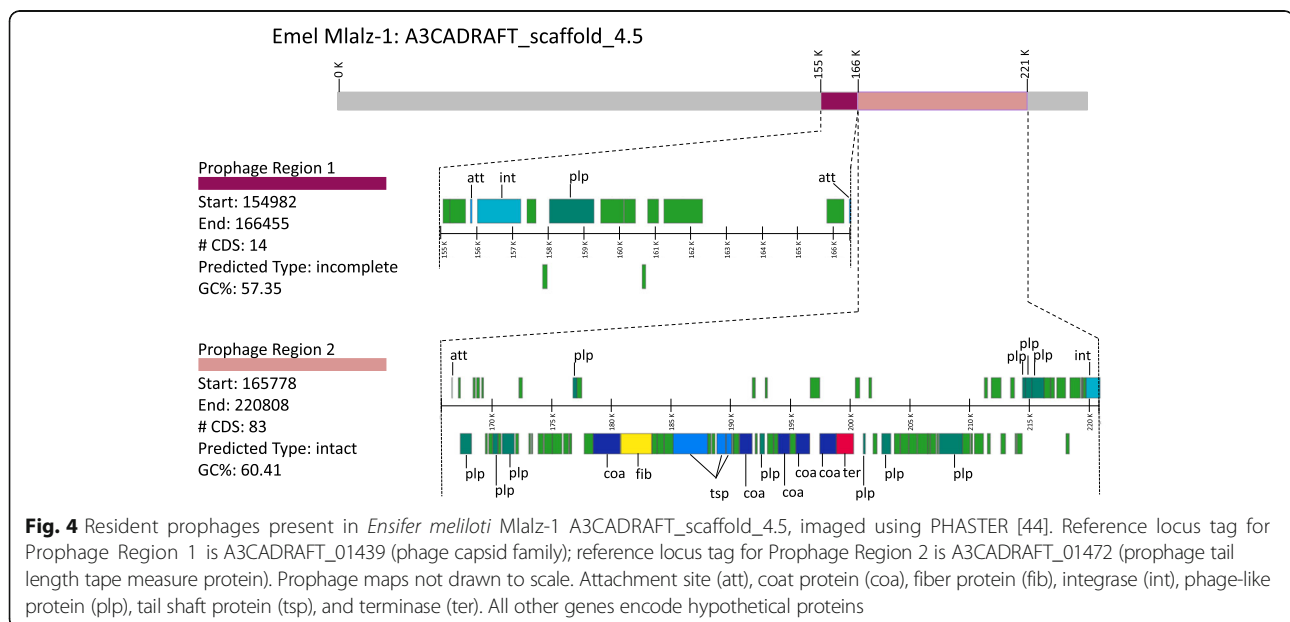 Emel Mlalz-1: A3CADRAFT_scaffold_4.5
0 K
155 K
166 K
221 K
Prophage Region 1
Start: 154982
End: 166455
# CDS: 14
Predicted Type: incomplete
GC%: 57.35
att int plp att
155 K 156 K 157 K 158 K 159 K 160 K 161 K 162 K 163 K 164 K 165 K 166 K
Prophage Region 2
Start: 165778
End: 220808
# CDS: 83
Predicted Type: intact
GC%: 60.41
plp
plp plp
att plp int
170 K 175 K 180 K 185 K 190 K 195 K 200 K 205 K 210 K 215 K 220 K
plp plp coa fib plp coa coa ter plp plp
plp tsp coa coa plp
Fig. 4 Resident prophages present in Ensifer meliloti Mlalz-1 A3CADRAFT_scaffold_4.5, imaged using PHASTER [44]. Reference locus tag for
Prophage Region 1 is A3CADRAFT_01439 (phage capsid family); reference locus tag for Prophage Region 2 is A3CADRAFT_01472 (prophage tail
length tape measure protein). Prophage maps not drawn to scale. Attachment site (att), coat protein (coa), fiber protein (fib), integrase (int), phage-like
protein (plp), tail shaft protein (tsp), and terminase (ter). All other genes encode hypothetical proteins